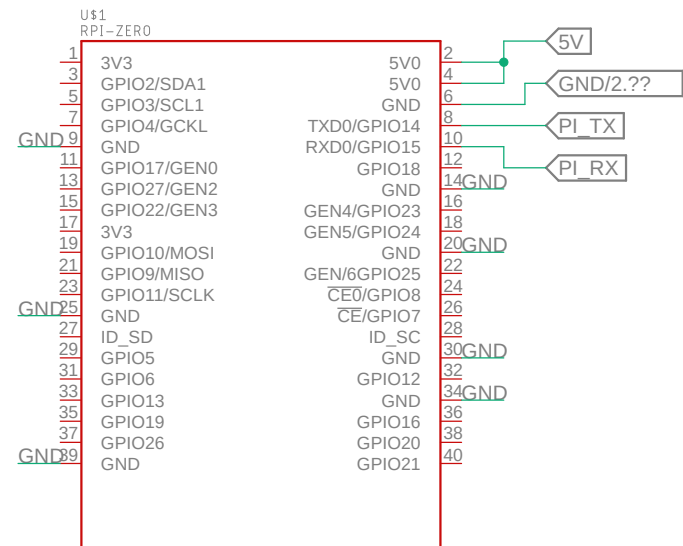 U$1
RPI-ZER0
1 3V3 5V0 2 5V
3 GPIO2/SDA1 5V0 4
5 GPIO3/SCL1 GND 6 GND/2.??
7 GPIO4/GCKL TXD0/GPIO14 8 PI_TX
GND 9 GND RXD0/GPIO15 10 PI_RX
11 GPIO17/GEN0 GPIO18 12
13 GPIO27/GEN2 GND 14 GND
15 GPIO22/GEN3 GEN4/GPIO23 16
17 3V3 GEN5/GPIO24 18
19 GPIO10/MOSI GND 20 GND
21 GPIO9/MISO GEN/6GPIO25 22
23 GPIO11/SCLK CE0/GPIO8 24
GND 25 GND CE/GPIO7 26
27 ID_SD ID_SC 28
29 GPIO5 GND 30 GND
31 GPIO6 GPIO12 32
33 GPIO13 GND 34 GND
35 GPIO19 GPIO16 36
37 GPIO26 GPIO20 38
GND 39 GND GPIO21 40